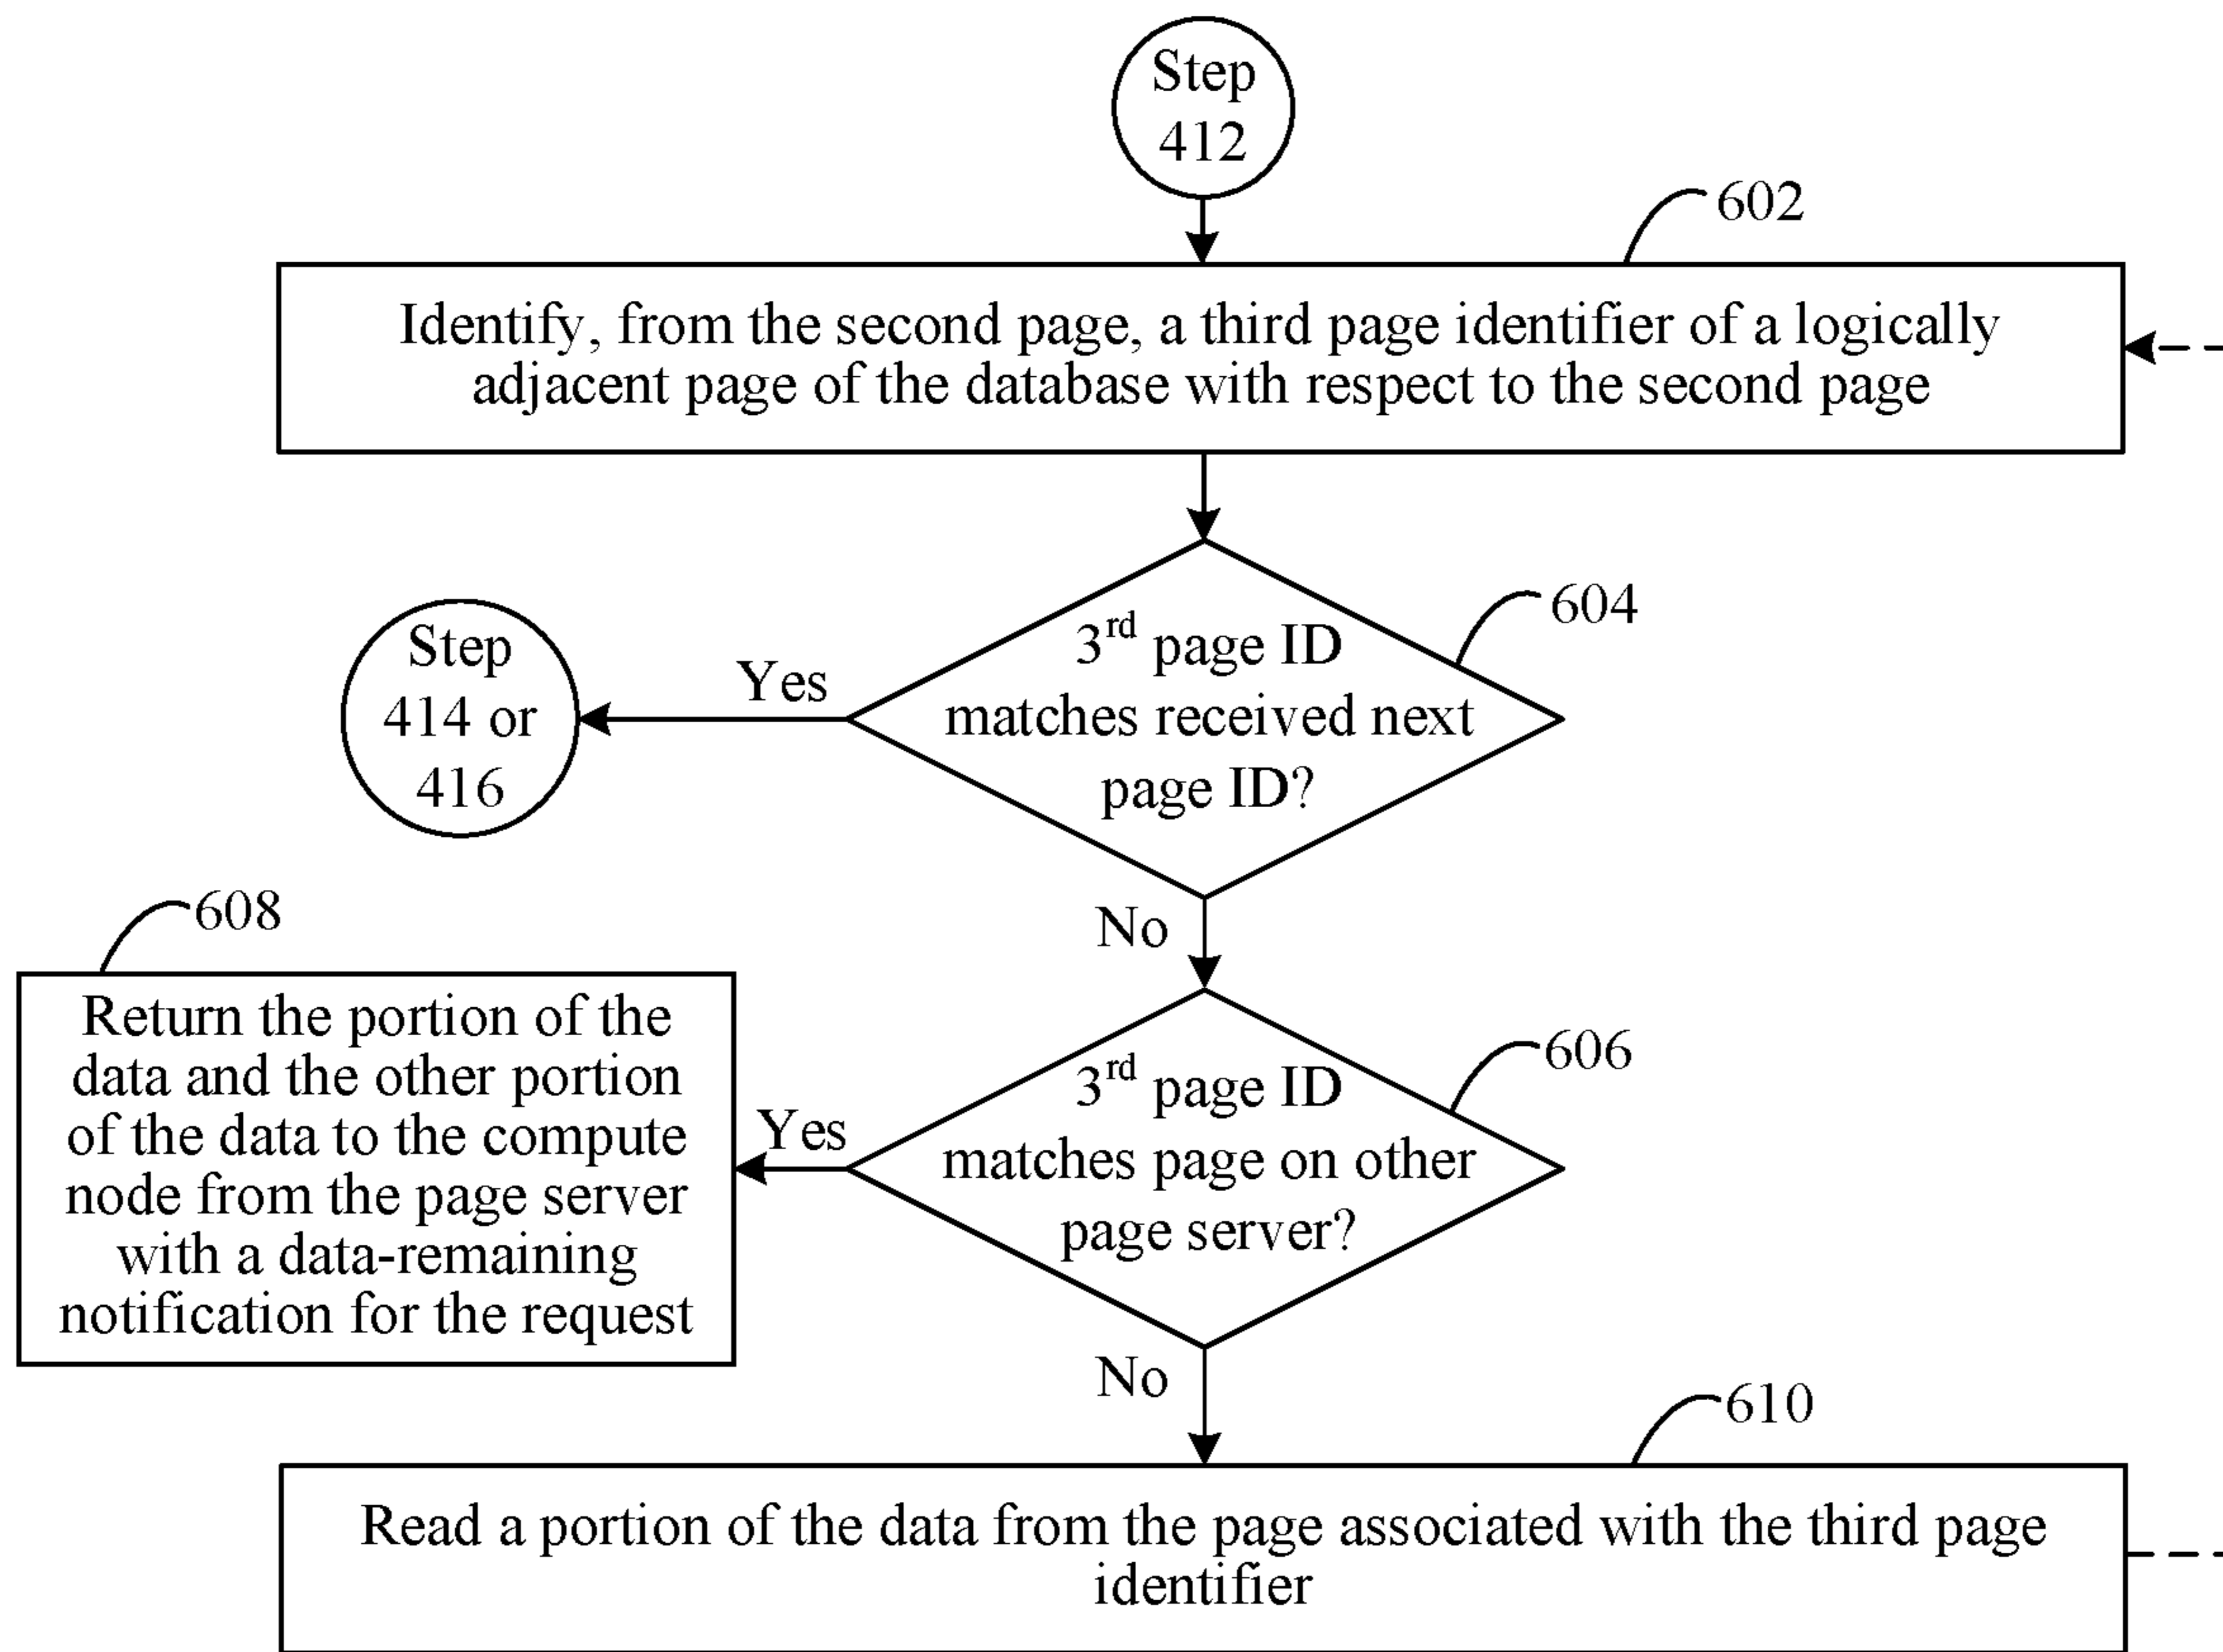 Step
412
602
Identify, from the second page, a third page identifier of a logically
adjacent page of the database with respect to the second page
604
3rd page ID
matches received next
page ID?
Yes
Step
414 or
416
No
606
3rd page ID
matches page on other
page server?
Yes
608
Return the portion of the
data and the other portion
of the data to the compute
node from the page server
with a data-remaining
notification for the request
No
610
Read a portion of the data from the page associated with the third page
identifier